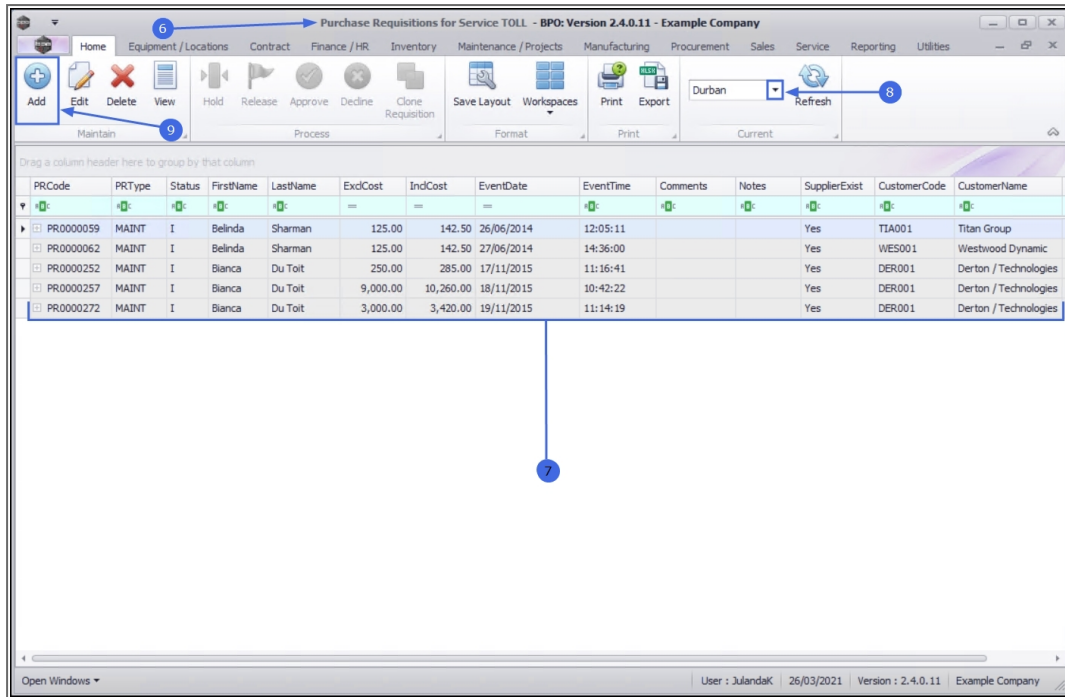 Purchase Requisitions for Service TOLL - BPO: Version 2.4.0.11 - Example Company
6
Home Equipment / Locations Contract Finance / HR Inventory Maintenance / Projects Manufacturing Procurement Sales Service Reporting Utilities
Add Edit Delete View Hold Release Approve Decline Clone Requisition Save Layout Workspaces Print Export Durban Refresh
8
Maintain Process Format Print Current
9
Drag a column header here to group by that column
PRCode PRType Status FirstName LastName ExclCost InclCost EventDate EventTime Comments Notes SupplierExist CustomerCode CustomerName
PR0000059 MAINT I Belinda Sharman 125.00 142.50 26/06/2014 12:05:11 Yes TIA001 Titan Group
PR0000062 MAINT I Belinda Sharman 125.00 142.50 27/06/2014 14:36:00 Yes WES001 Westwood Dynamic
PR0000252 MAINT I Bianca Du Toit 250.00 285.00 17/11/2015 11:16:41 Yes DER001 Derton / Technologies
PR0000257 MAINT I Bianca Du Toit 9,000.00 10,260.00 18/11/2015 10:42:22 Yes DER001 Derton / Technologies
PR0000272 MAINT I Bianca Du Toit 3,000.00 3,420.00 19/11/2015 11:14:19 Yes DER001 Derton / Technologies
7
Open Windows User : JulandaK 26/03/2021 Version : 2.4.0.11 Example Company